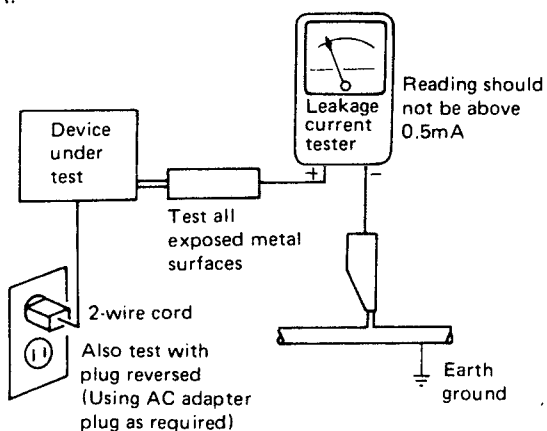 Device
under
test
Leakage
current
tester
+ -
Reading should
not be above
0.5mA
Test all
exposed metal
surfaces
2-wire cord
Also test with
plug reversed
(Using AC adapter
plug as required)
Earth
ground